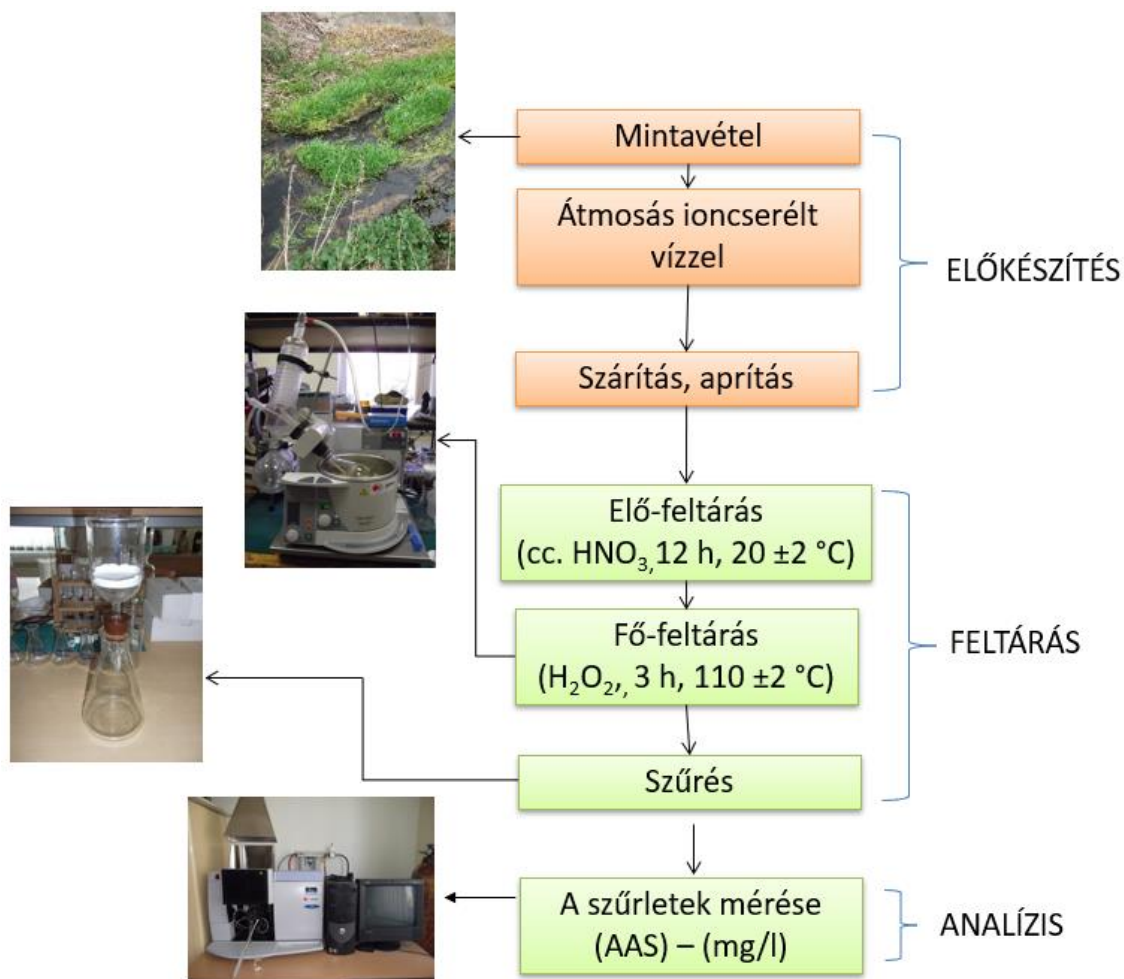 Mintavétel
Átmosás ioncserélt
vízzel
ELŐKÉSZÍTÉS
Szárítás, aprítás
Elő-feltárás
(cc. HNO₃, 12 h, 20 ±2 °C)
Fő-feltárás
(H₂O₂,, 3 h, 110 ±2 °C)
FELTÁRÁS
Szűrés
A szűrletek mérése
(AAS) – (mg/l)
ANALÍZIS